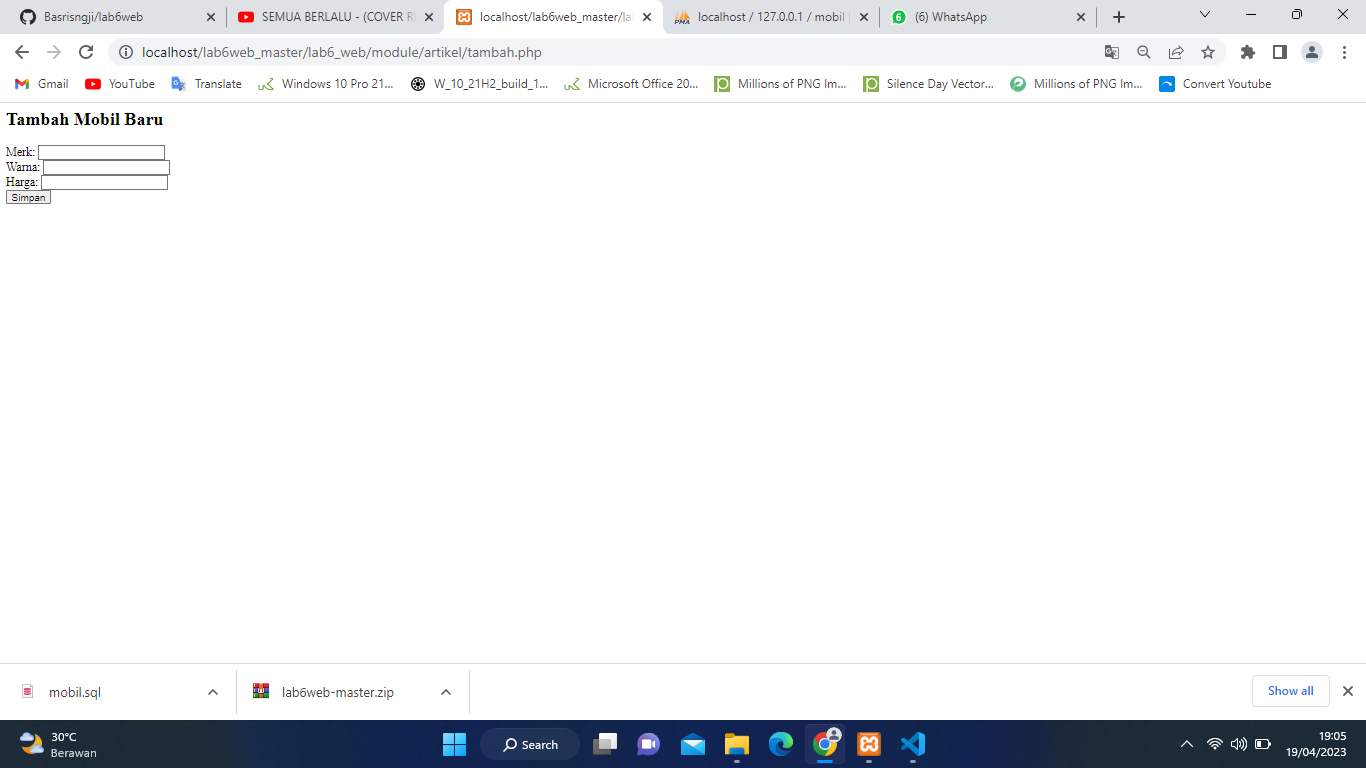 Basrisngji/lab6web
SEMUA BERLALU - (COVER RE
localhost/lab6web_master/la
localhost / 127.0.0.1 / mobil |
(6) WhatsApp
localhost/lab6web_master/lab6_web/module/artikel/tambah.php
Gmail
YouTube
Translate
Windows 10 Pro 21...
W_10_21H2_build_1...
Microsoft Office 20...
Millions of PNG Im...
Silence Day Vector...
Millions of PNG Im...
Convert Youtube
Tambah Mobil Baru
Merk:
Warna:
Harga:
Simpan
mobil.sql
lab6web-master.zip
Show all
30°C
Berawan
Search
19:05
19/04/2023